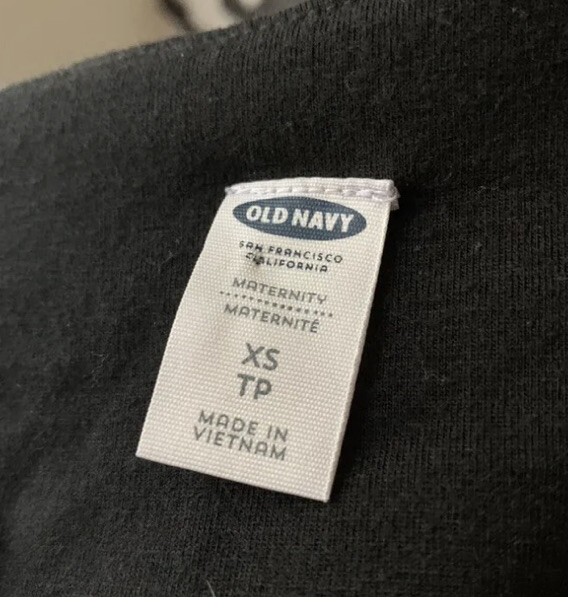 OLD NAVY
SAN FRANCISCO
CALIFORNIA
MATERNITY
MATERNITÉ
XS
TP
MADE IN
VIETNAM